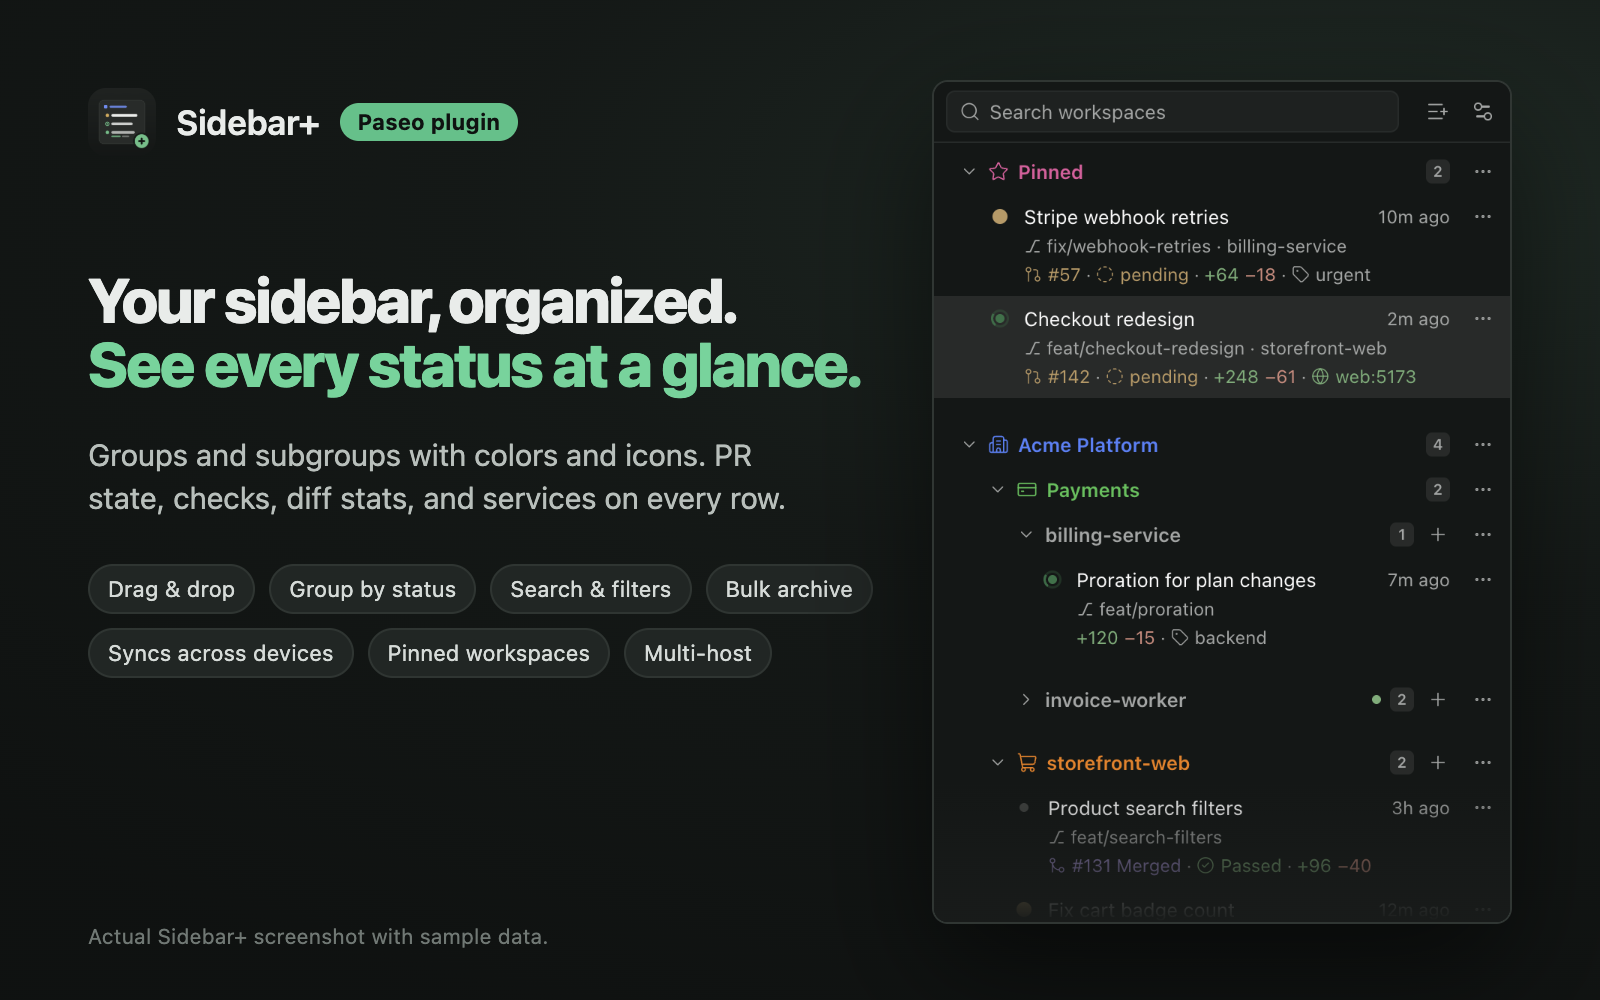 Sidebar+
Paseo plugin
Your sidebar, organized.
See every status at a glance.
Groups and subgroups with colors and icons. PR
state, checks, diff stats, and services on every row.
Drag & drop
Group by status
Search & filters
Bulk archive
Syncs across devices
Pinned workspaces
Multi-host
Actual Sidebar+ screenshot with sample data.
Search workspaces
Pinned 2
Stripe webhook retries 10m ago
fix/webhook-retries · billing-service
#57 · pending · +64 −18 · urgent
Checkout redesign 2m ago
feat/checkout-redesign · storefront-web
#142 · pending · +248 −61 · web:5173
Acme Platform 4
Payments 2
billing-service 1
Proration for plan changes 7m ago
feat/proration
+120 −15 · backend
invoice-worker 2
storefront-web 2
Product search filters 3h ago
feat/search-filters
#131 Merged · Passed · +96 −40
Fix cart badge count 12m ago